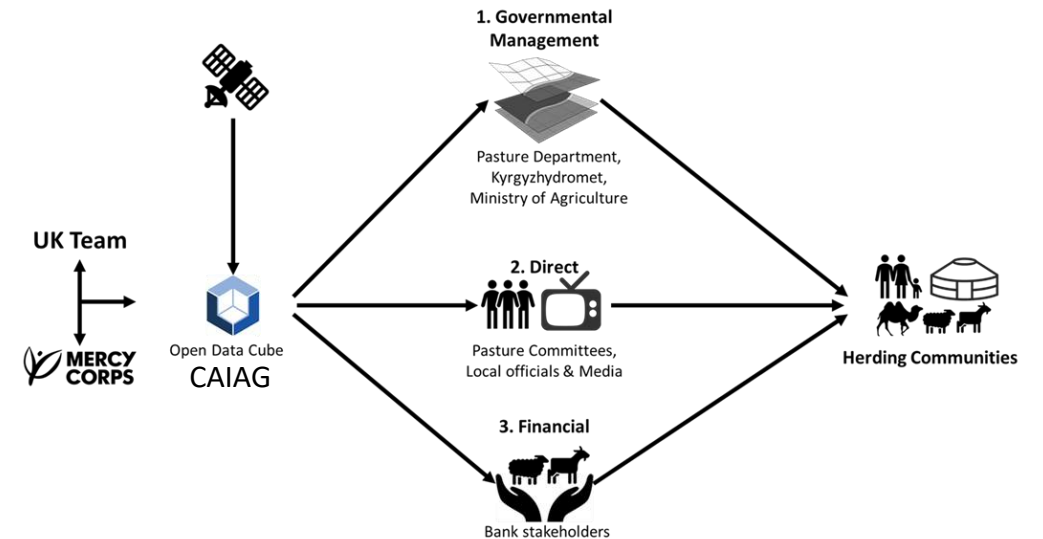 1. Governmental
Management
Pasture Department,
Kyrgyzhydromet,
Ministry of Agriculture
UK Team
MERCY
CORPS
Open Data Cube
CAIAG
2. Direct
Pasture Committees,
Local officials & Media
3. Financial
Bank stakeholders
Herding Communities